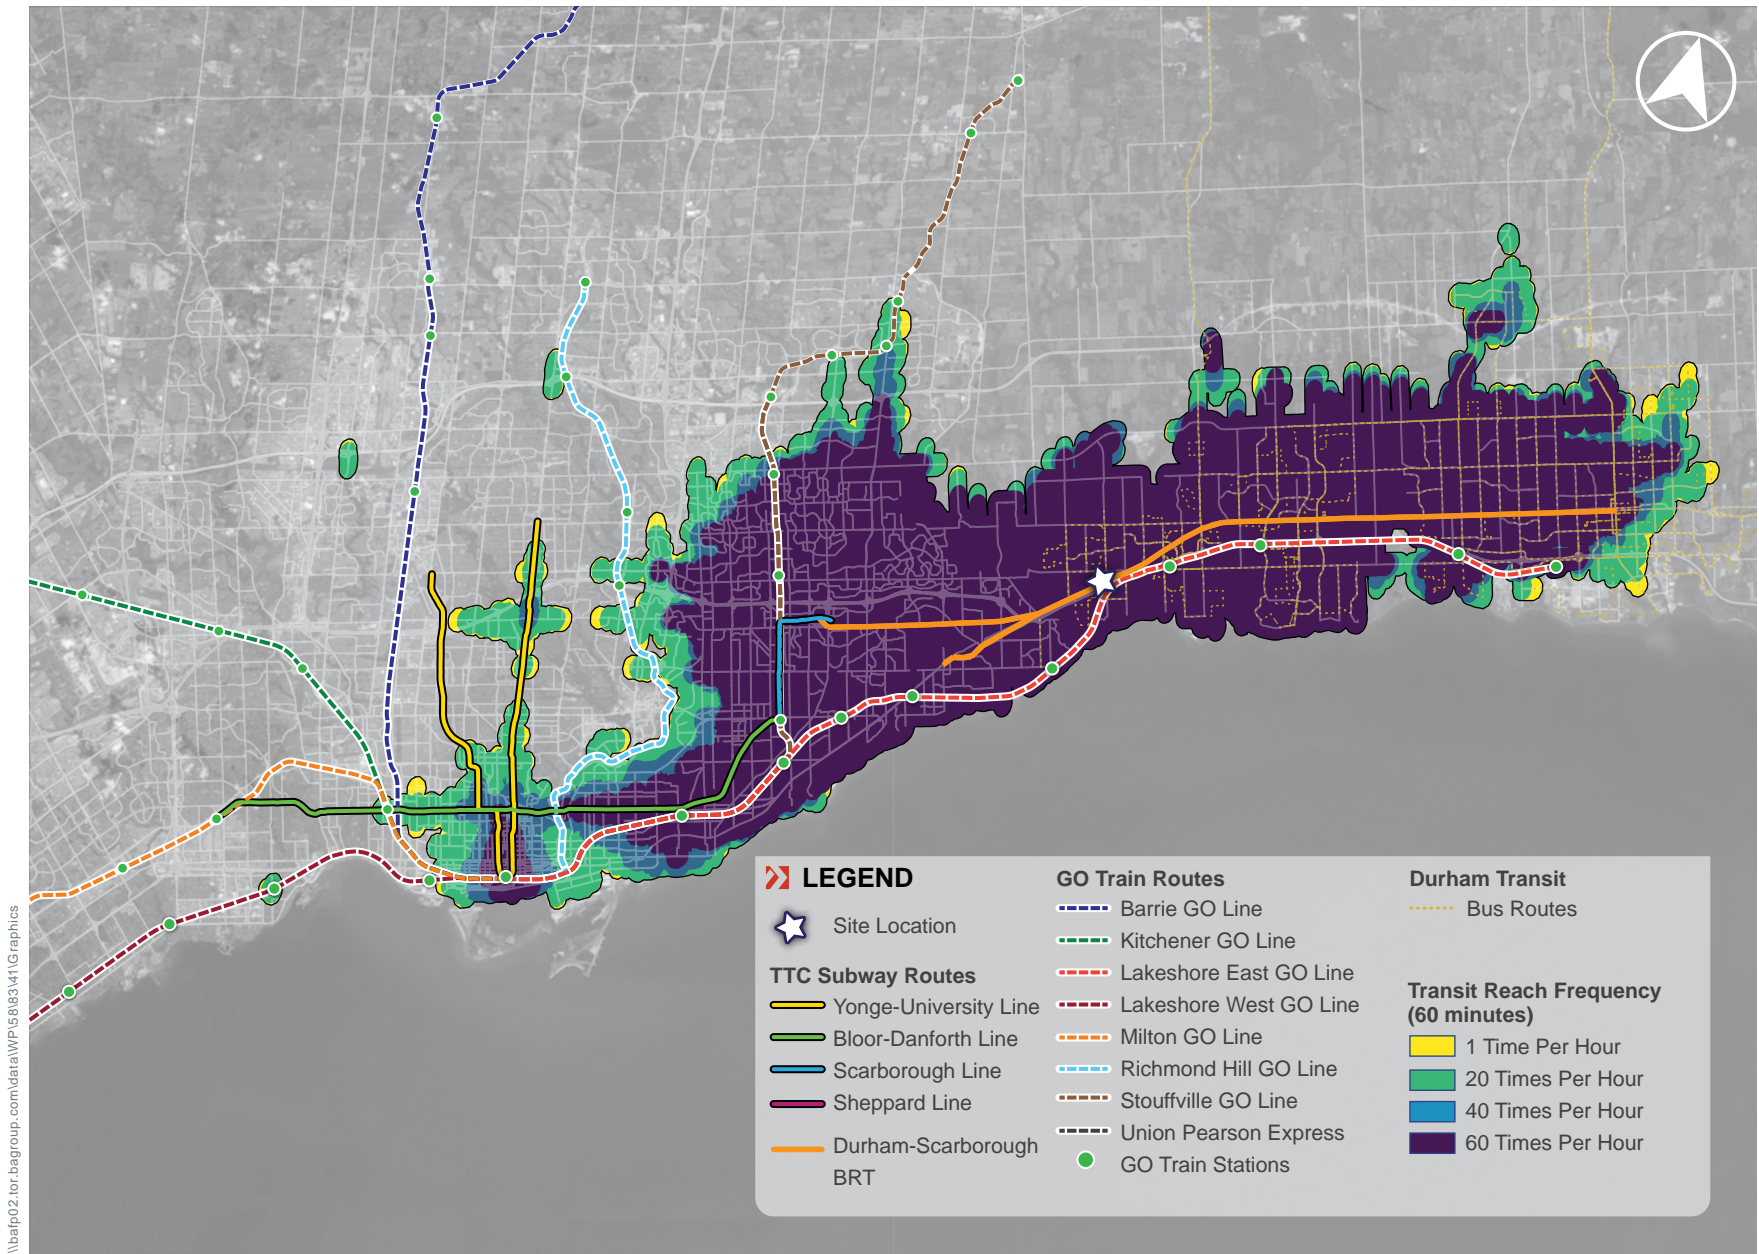 LEGEND
Site Location
TTC Subway Routes
Yonge-University Line
Bloor-Danforth Line
Scarborough Line
Sheppard Line
Durham-Scarborough
BRT
GO Train Routes
Barrie GO Line
Kitchener GO Line
Lakeshore East GO Line
Lakeshore West GO Line
Milton GO Line
Richmond Hill GO Line
Stouffville GO Line
Union Pearson Express
GO Train Stations
Durham Transit
Bus Routes
Transit Reach Frequency
(60 minutes)
1 Time Per Hour
20 Times Per Hour
40 Times Per Hour
60 Times Per Hour
\\bafp02.tor.bagroup.com\data\WP\58\83\41\Graphics